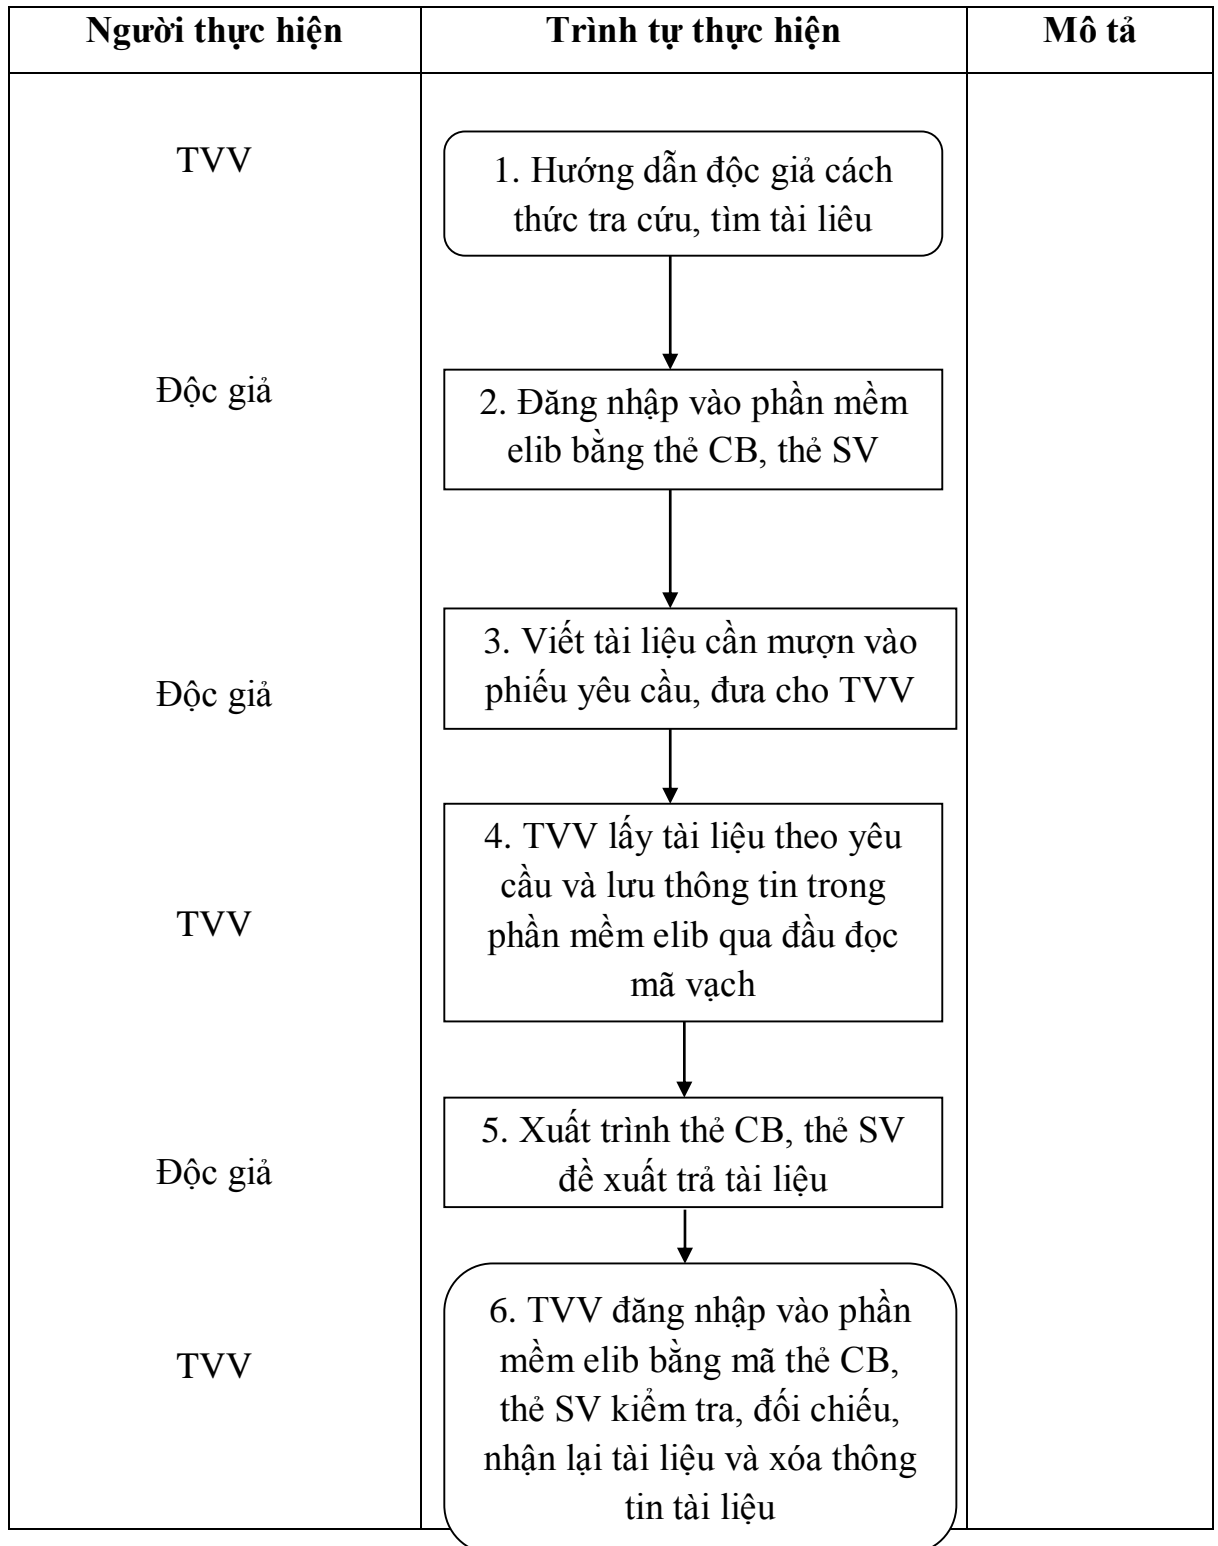 Người thực hiện
Trình tự thực hiện
Mô tả
TVV
1. Hướng dẫn độc giả cách
thức tra cứu, tìm tài liêu
Độc giả
2. Đăng nhập vào phần mềm
elib bằng thẻ CB, thẻ SV
Độc giả
3. Viết tài liệu cần mượn vào
phiếu yêu cầu, đưa cho TVV
TVV
4. TVV lấy tài liệu theo yêu
cầu và lưu thông tin trong
phần mềm elib qua đầu đọc
mã vạch
Độc giả
5. Xuất trình thẻ CB, thẻ SV
đề xuất trả tài liệu
TVV
6. TVV đăng nhập vào phần
mềm elib bằng mã thẻ CB,
thẻ SV kiểm tra, đối chiếu,
nhận lại tài liệu và xóa thông
tin tài liệu